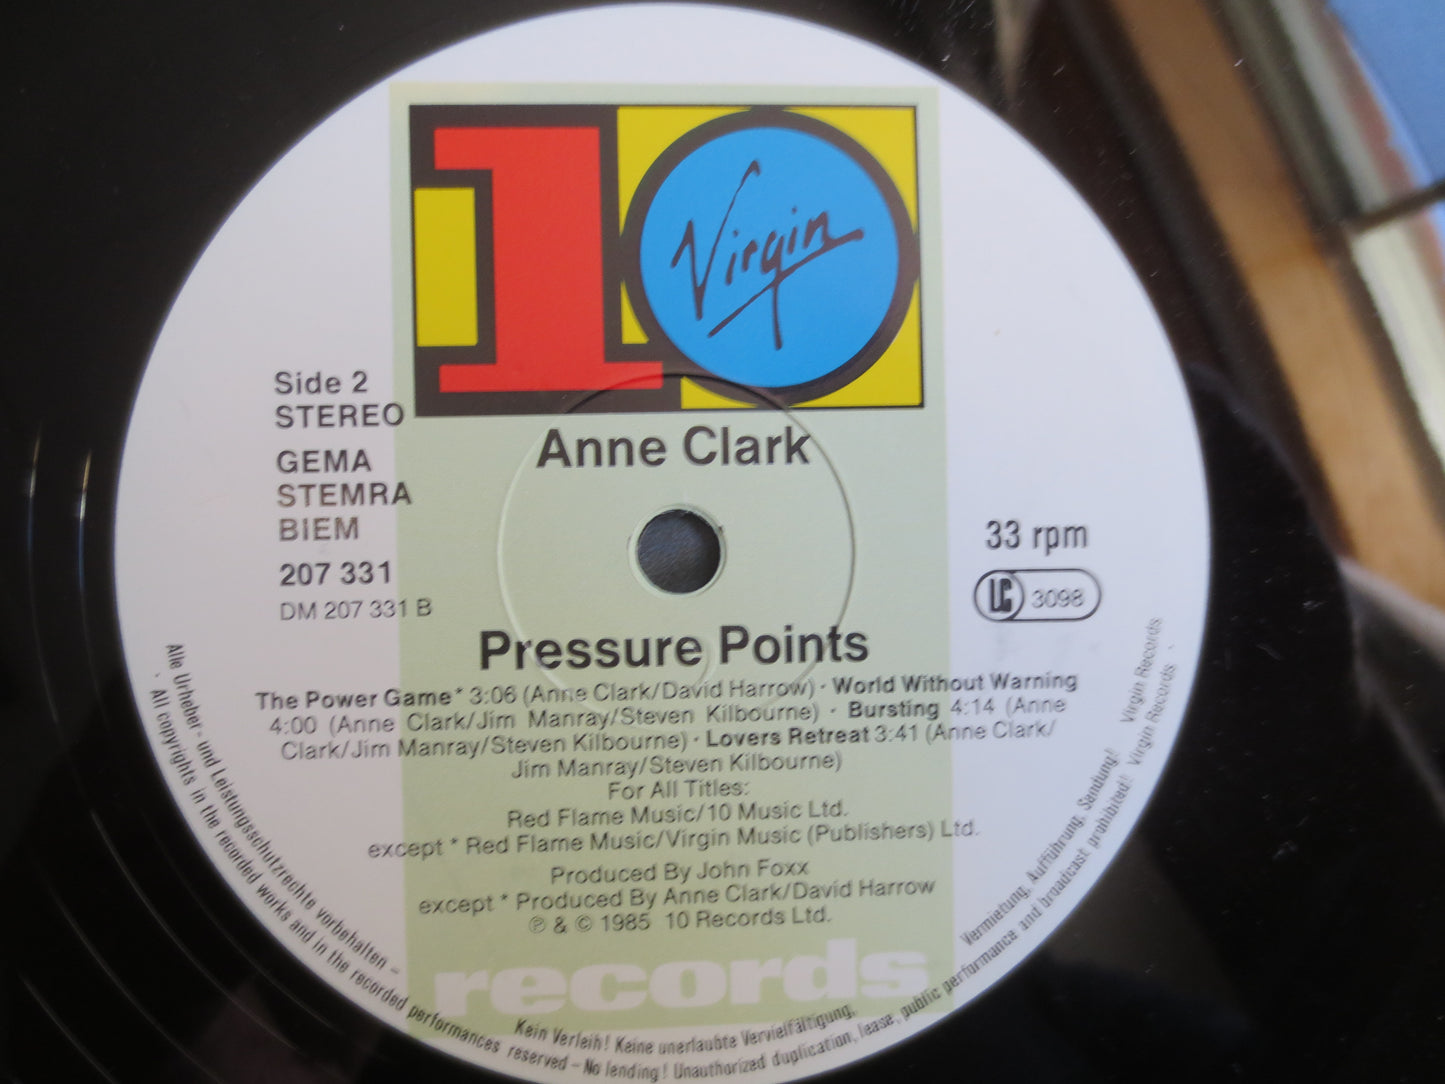 10
Virgin
Side 2
STEREO
GEMA
STEMRA
BIEM
207 331
DM 207 331 B
Anne Clark
33 rpm
LC 3098
Pressure Points
The Power Game* 3:06 (Anne Clark/David Harrow) · World Without Warning
4:00 (Anne Clark/Jim Manray/Steven Kilbourne) · Bursting 4:14 (Anne
Clark/Jim Manray/Steven Kilbourne) · Lovers Retreat 3:41 (Anne Clark/
Jim Manray/Steven Kilbourne)
For All Titles:
Red Flame Music/10 Music Ltd.
except * Red Flame Music/Virgin Music (Publishers) Ltd.
Produced By John Foxx
except * Produced By Anne Clark/David Harrow
℗ & © 1985 10 Records Ltd.
records
Alle Urheber- und Leistungsschutzrechte vorbehalten – Kein Verleih! Keine unerlaubte Vervielfältigung, Vermietung, Aufführung, Sendung! Virgin Records
· All copyrights in the recorded works and in the recorded performances reserved – No lending! Unauthorized duplication, lease, public performance and broadcast prohibited! Virgin Records ·